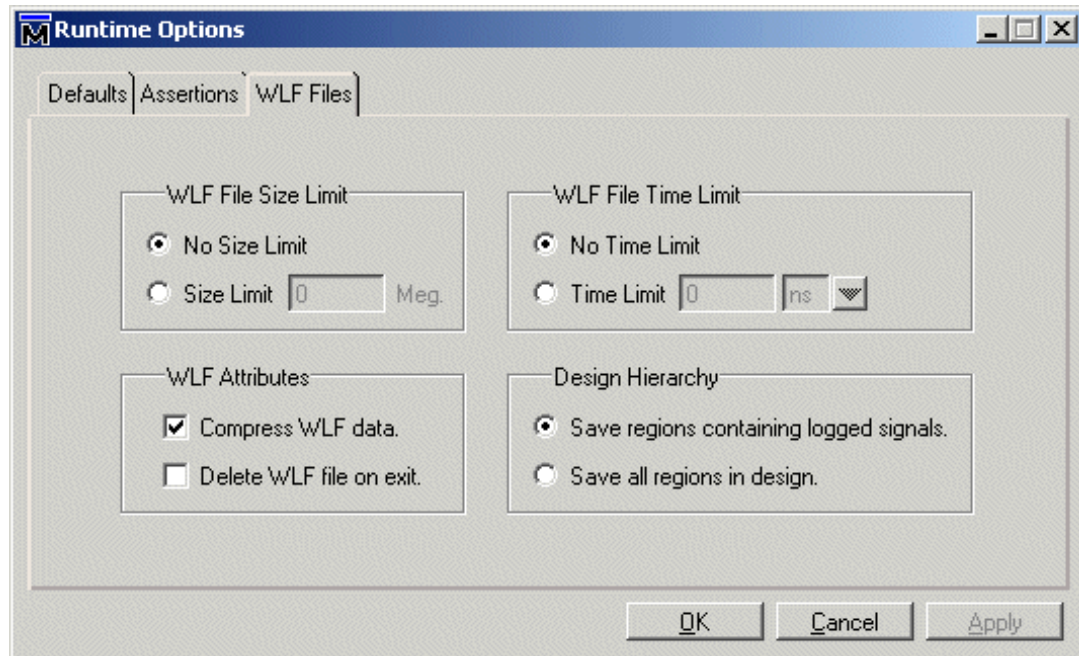 Runtime Options
Defaults Assertions WLF Files
WLF File Size Limit
No Size Limit
Size Limit 0 Meg.
WLF File Time Limit
No Time Limit
Time Limit 0 ns
WLF Attributes
Compress WLF data.
Delete WLF file on exit.
Design Hierarchy
Save regions containing logged signals.
Save all regions in design.
OK Cancel Apply